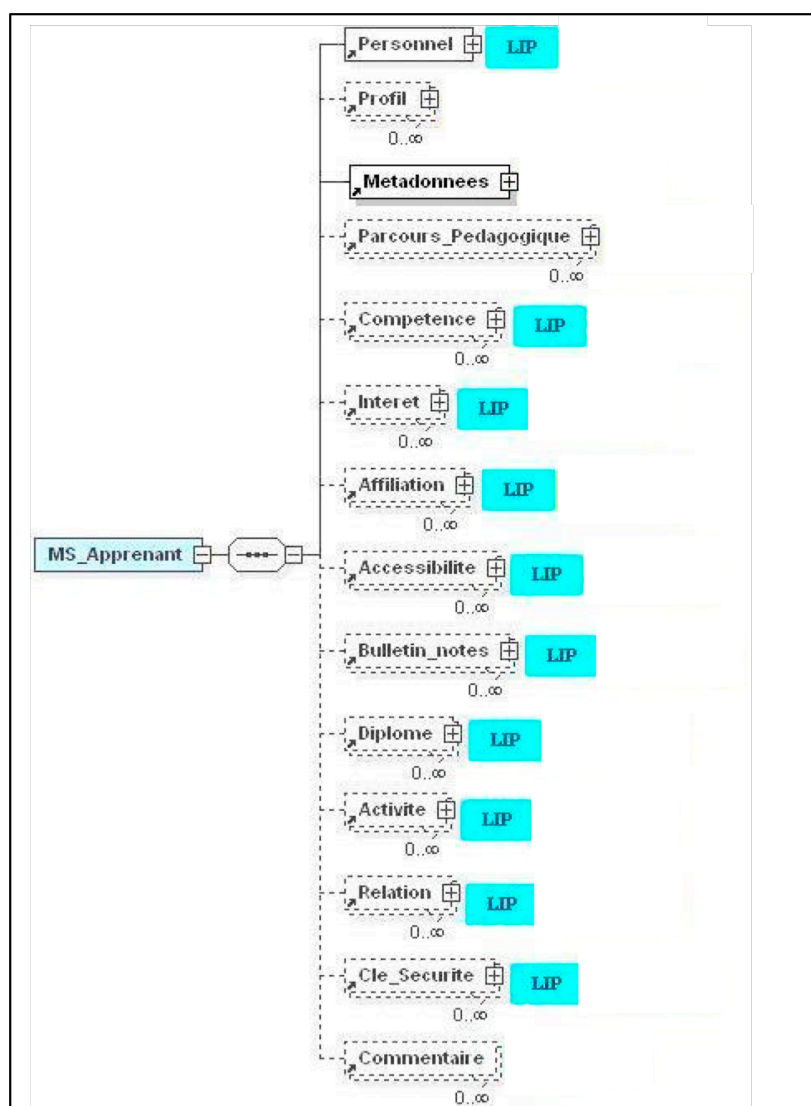 Personnel LIP
Profil
0..∞
Metadonnees
Parcours_Pedagogique
0..∞
Competence LIP
0..∞
Interet LIP
0..∞
Affiliation LIP
0..∞
MS_Apprenant
Accessibilite LIP
0..∞
Bulletin_notes LIP
0..∞
Diplome LIP
0..∞
Activite LIP
0..∞
Relation LIP
0..∞
Cle_Securite LIP
0..∞
Commentaire
0..∞